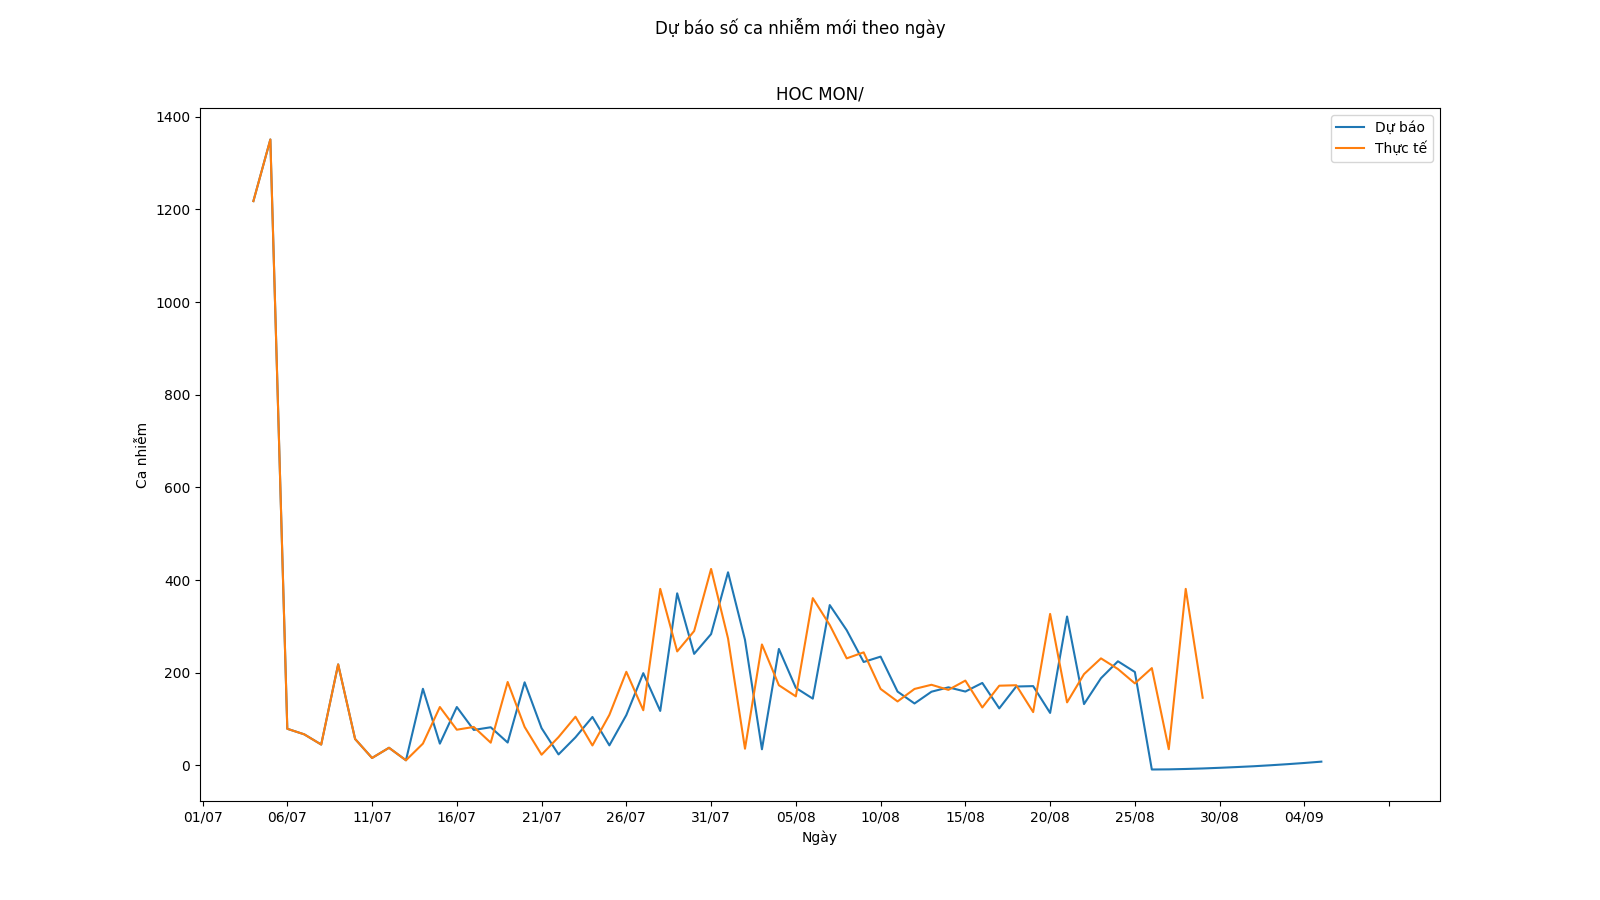 Dự báo số ca nhiễm mới theo ngày
HOC MON/
Dự báo
Thực tế
1400
1200
1000
800
600
400
200
0
Ca nhiễm
01/07 06/07 11/07 16/07 21/07 26/07 31/07 05/08 10/08 15/08 20/08 25/08 30/08 04/09
Ngày